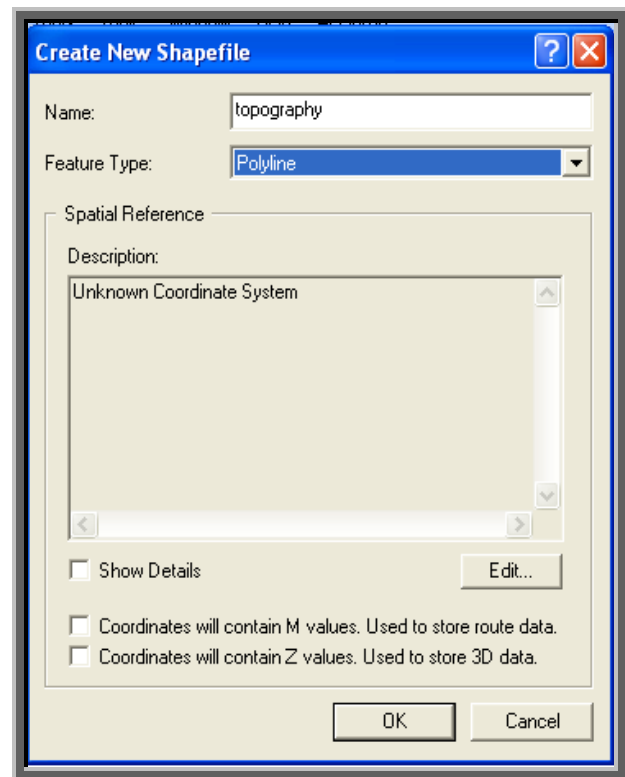 Create New Shapefile
Name: topography
Feature Type: Polyline
Spatial Reference
Description:
Unknown Coordinate System
Show Details Edit...
Coordinates will contain M values. Used to store route data.
Coordinates will contain Z values. Used to store 3D data.
OK Cancel